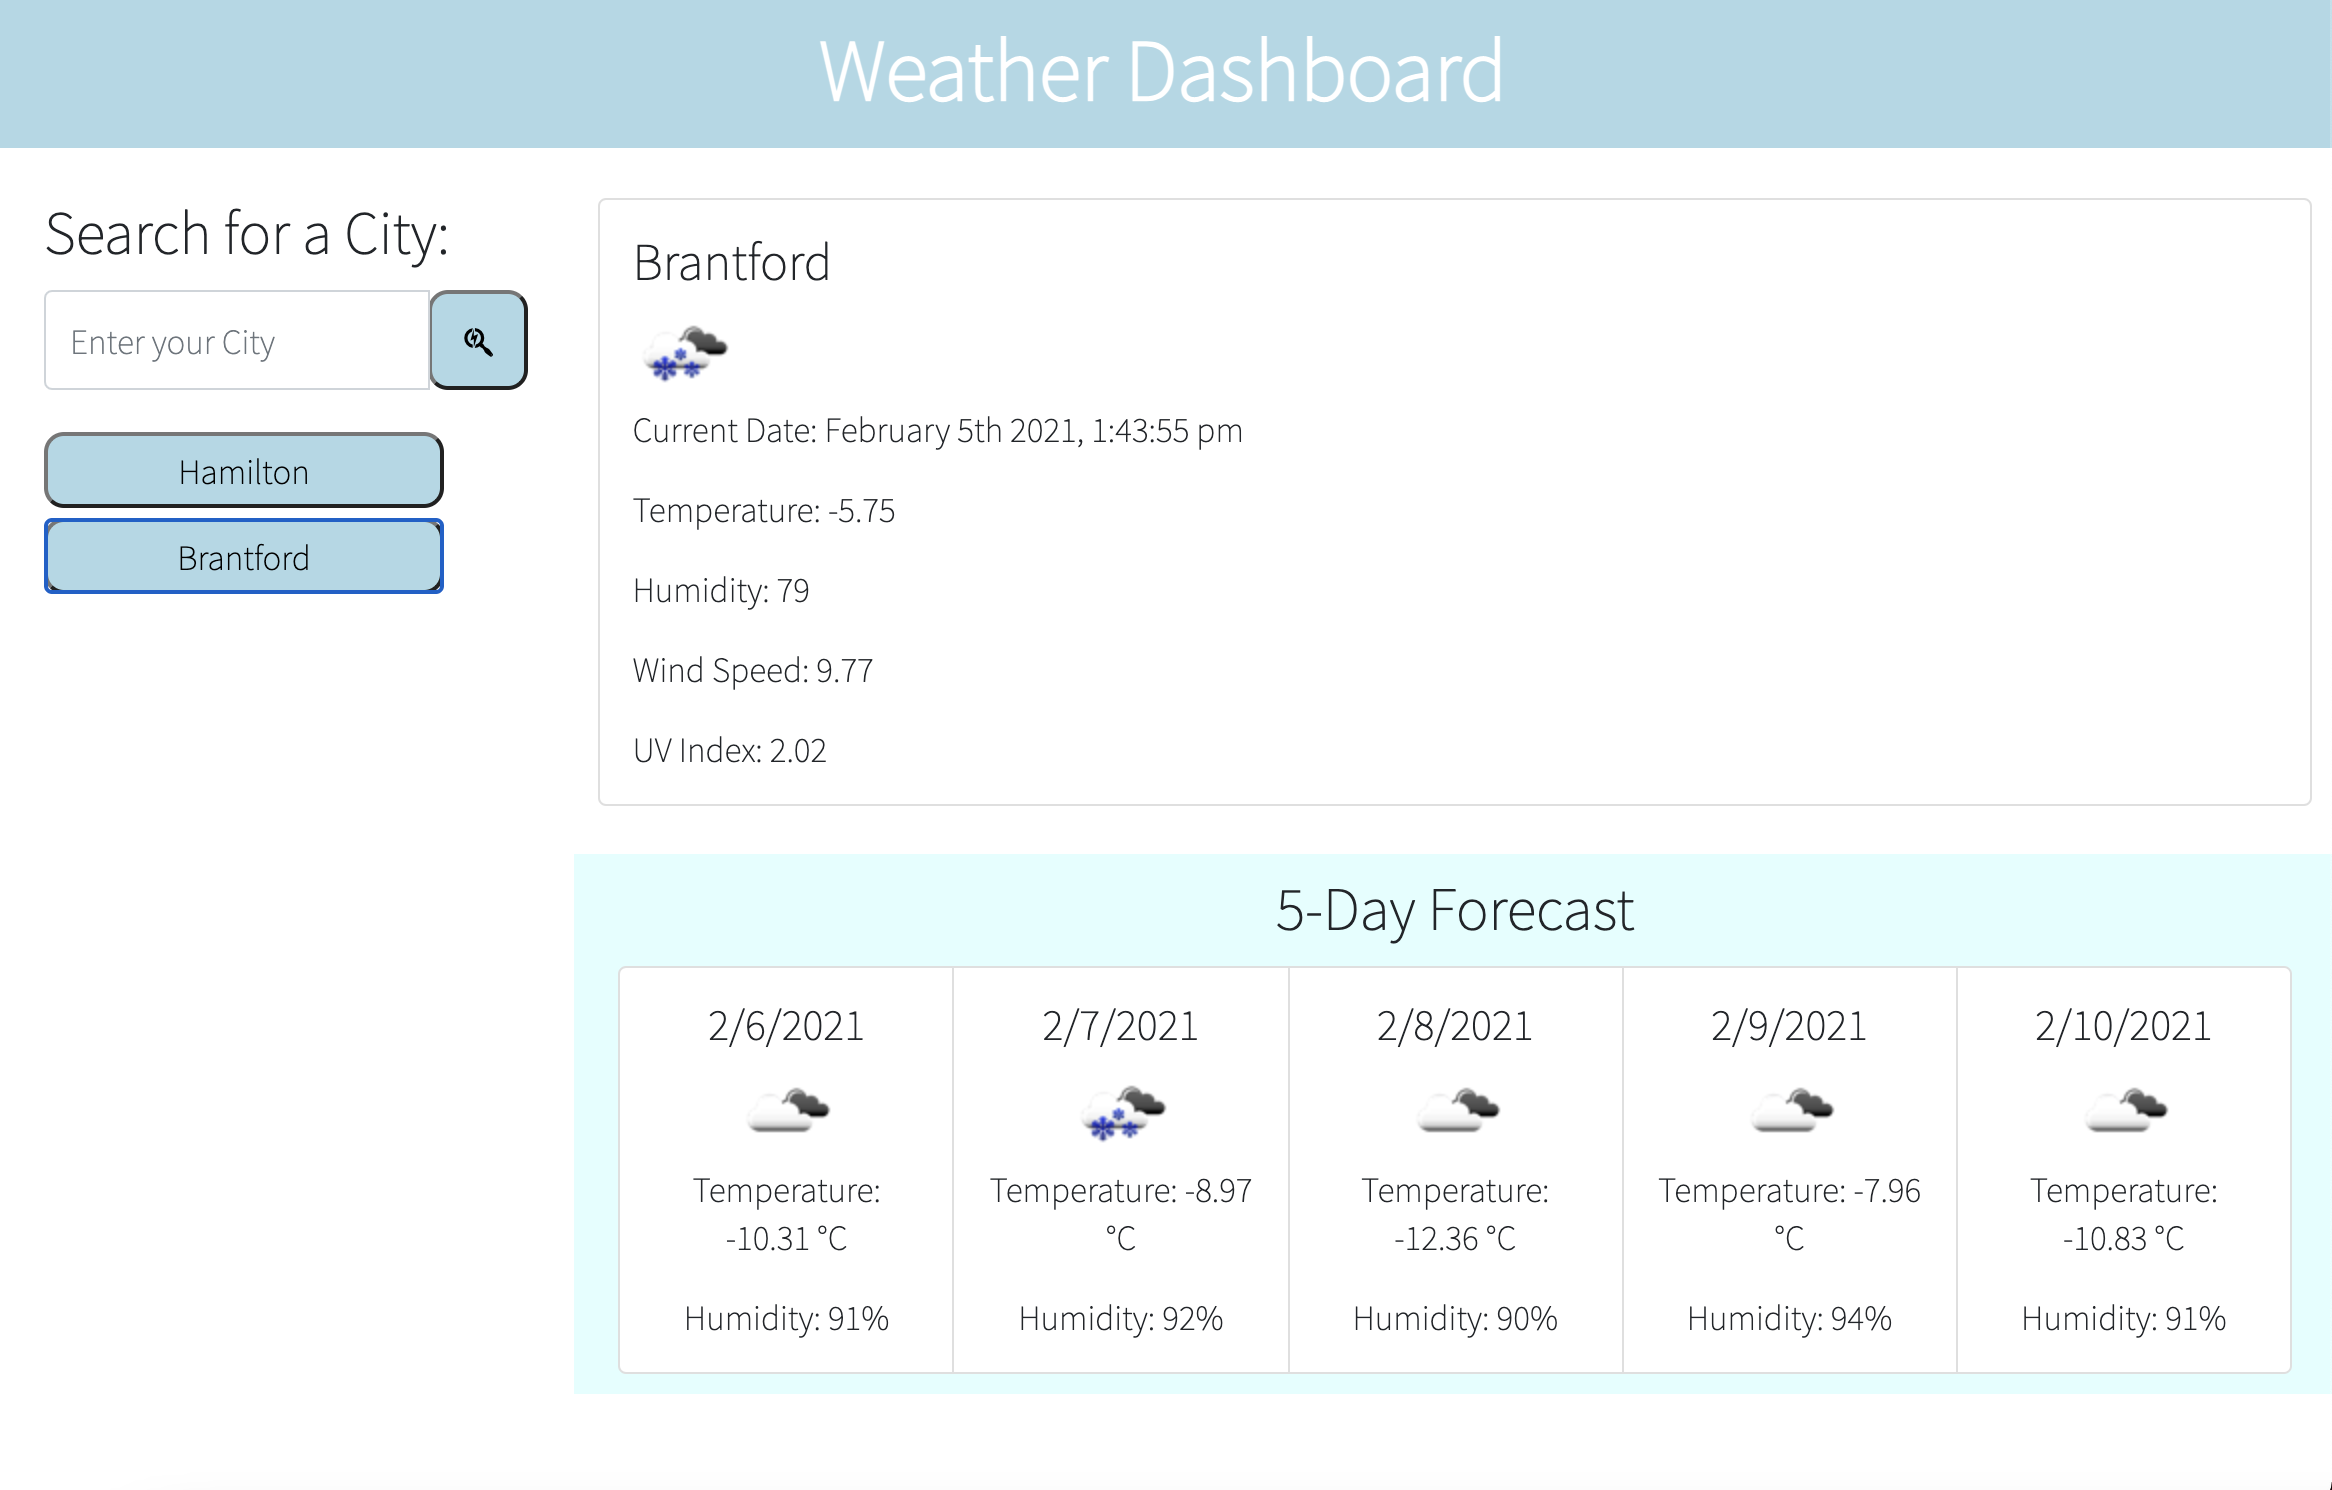 Weather Dashboard
Search for a City:
Enter your City
Hamilton
Brantford
Brantford
Current Date: February 5th 2021, 1:43:55 pm
Temperature: -5.75
Humidity: 79
Wind Speed: 9.77
UV Index: 2.02
5-Day Forecast
2/6/2021
Temperature:
-10.31 °C
Humidity: 91%
2/7/2021
Temperature: -8.97
°C
Humidity: 92%
2/8/2021
Temperature:
-12.36 °C
Humidity: 90%
2/9/2021
Temperature: -7.96
°C
Humidity: 94%
2/10/2021
Temperature:
-10.83 °C
Humidity: 91%